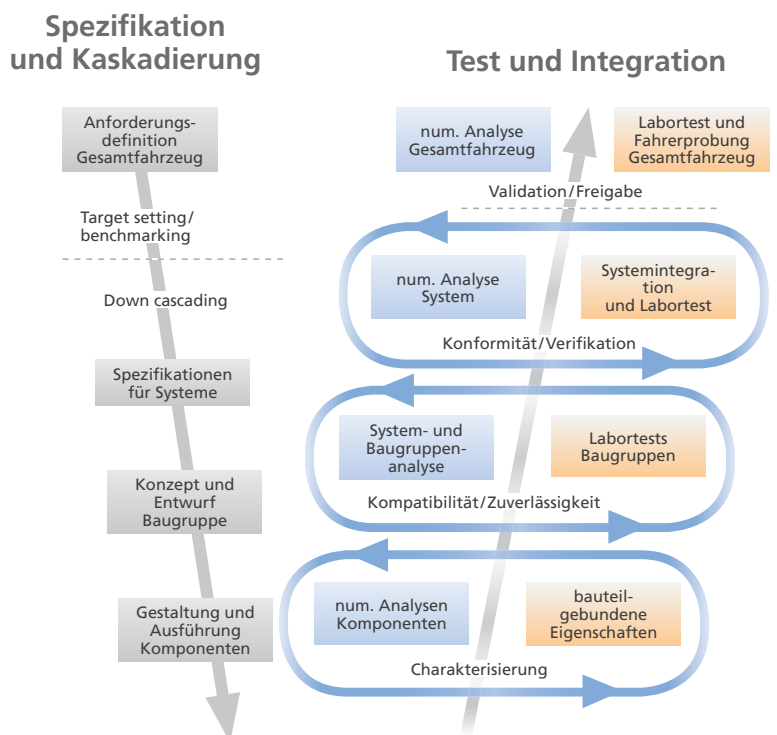 Spezifikation
und Kaskadierung
Anforderungs-
definition
Gesamtfahrzeug
Target setting/
benchmarking
Down cascading
Spezifikationen
für Systeme
Konzept und
Entwurf
Baugruppe
Gestaltung und
Ausführung
Komponenten
Test und Integration
num. Analyse
Gesamtfahrzeug
Labortest und
Fahrerprobung
Gesamtfahrzeug
Validation/Freigabe
num. Analyse
System
Systemintegra-
tion
und Labortest
Konformität/Verifikation
System- und
Baugruppen-
analyse
Labortests
Baugruppen
Kompatibilität/Zuverlässigkeit
num. Analysen
Komponenten
bauteil-
gebundene
Eigenschaften
Charakterisierung